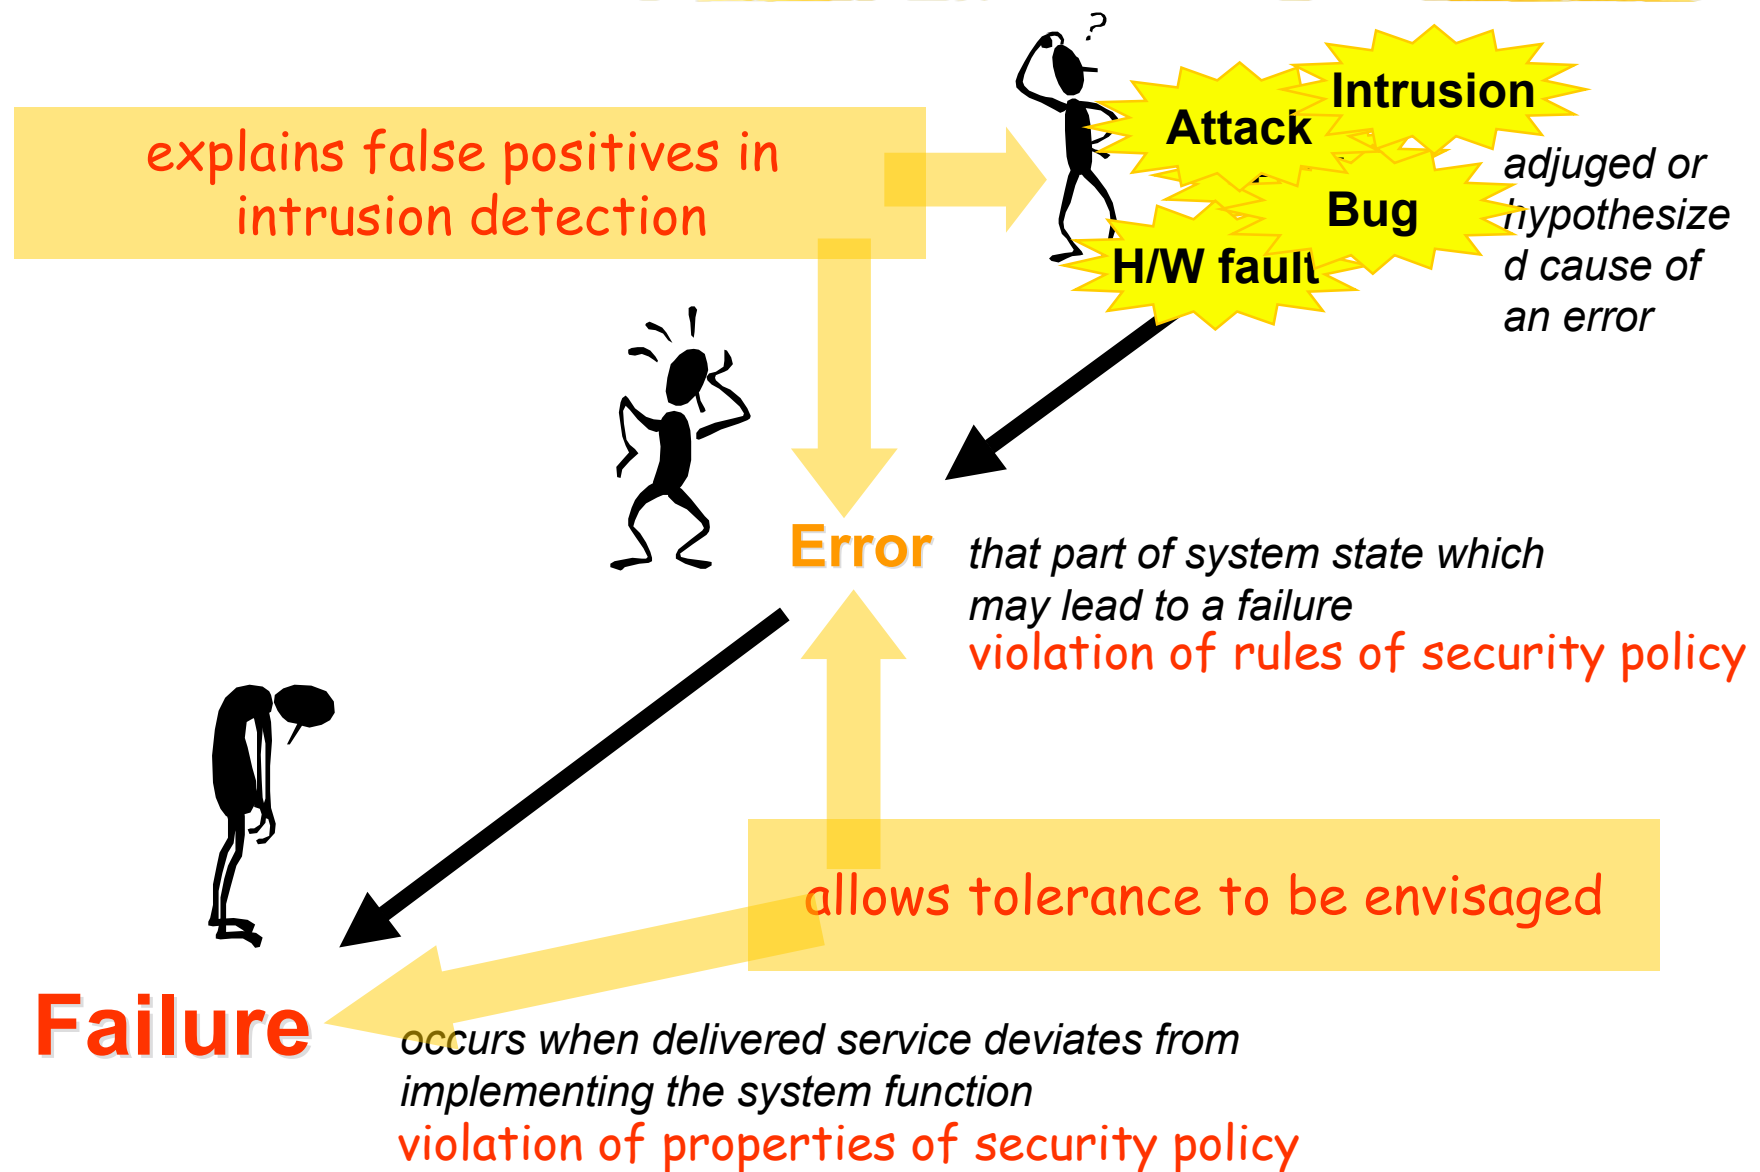 ?
Intrusion
Attack
explains false positives in
intrusion detection
adjuged or
hypothesize
d cause of
an error
Bug
H/W fault
Error
that part of system state which
may lead to a failure
violation of rules of security policy
allows tolerance to be envisaged
Failure
occurs when delivered service deviates from
implementing the system function
violation of properties of security policy